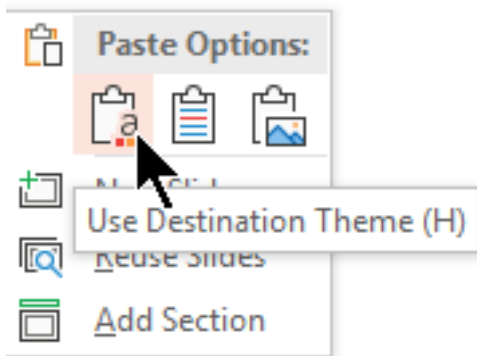 Paste Options:
a
Use Destination Theme (H)
Reuse Slides
Add Section